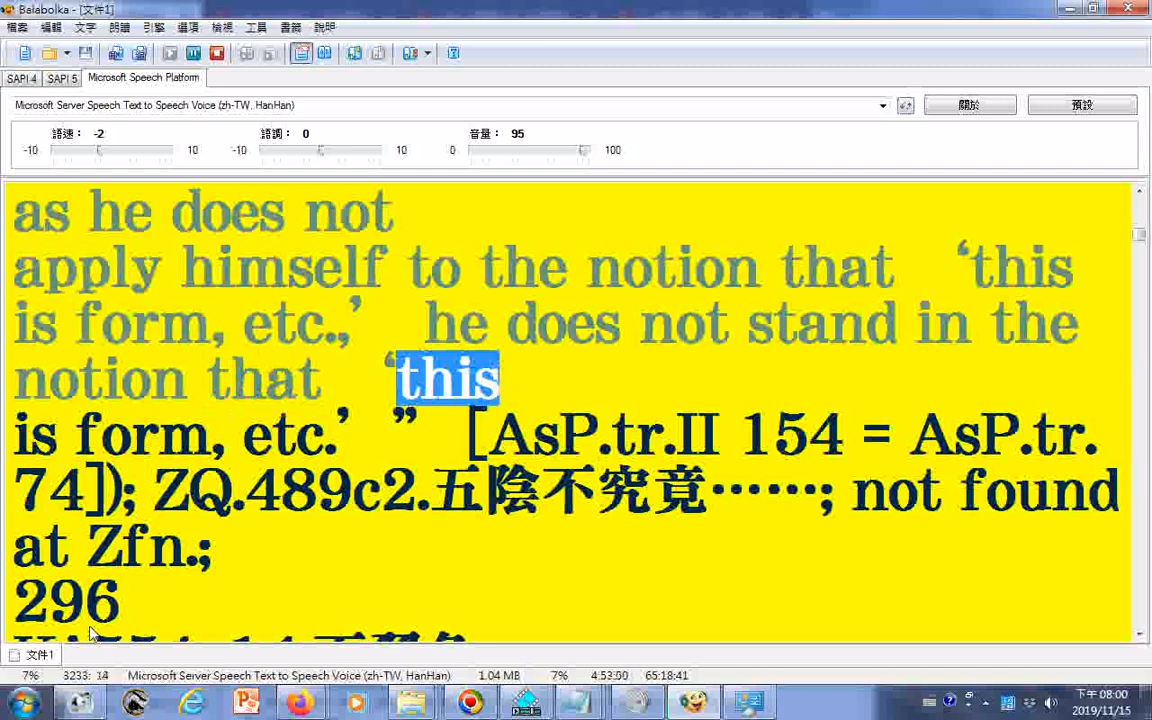 Balabolka - [文件1]
檔案 編輯 文字 朗讀 引擎 選項 檢視 工具 書籤 說明
SAPI 4 SAPI 5 Microsoft Speech Platform
Microsoft Server Speech Text to Speech Voice (zh-TW, HanHan) 關於 預設
語速： -2 語調： 0 音量： 95
-10 10 -10 10 0 100
as he does not
apply himself to the notion that ‘this
is form, etc.,’ he does not stand in the
notion that ‘this
is form, etc.’ ” [AsP.tr.II 154 = AsP.tr.
74]); ZQ.489c2.五陰不究竟……; not found
at Zfn.;
296
文件1
7% 3233: 14 Microsoft Server Speech Text to Speech Voice (zh-TW, HanHan) 1.04 MB 7% 4:53:00 65:18:41
下午 08:00
2019/11/15